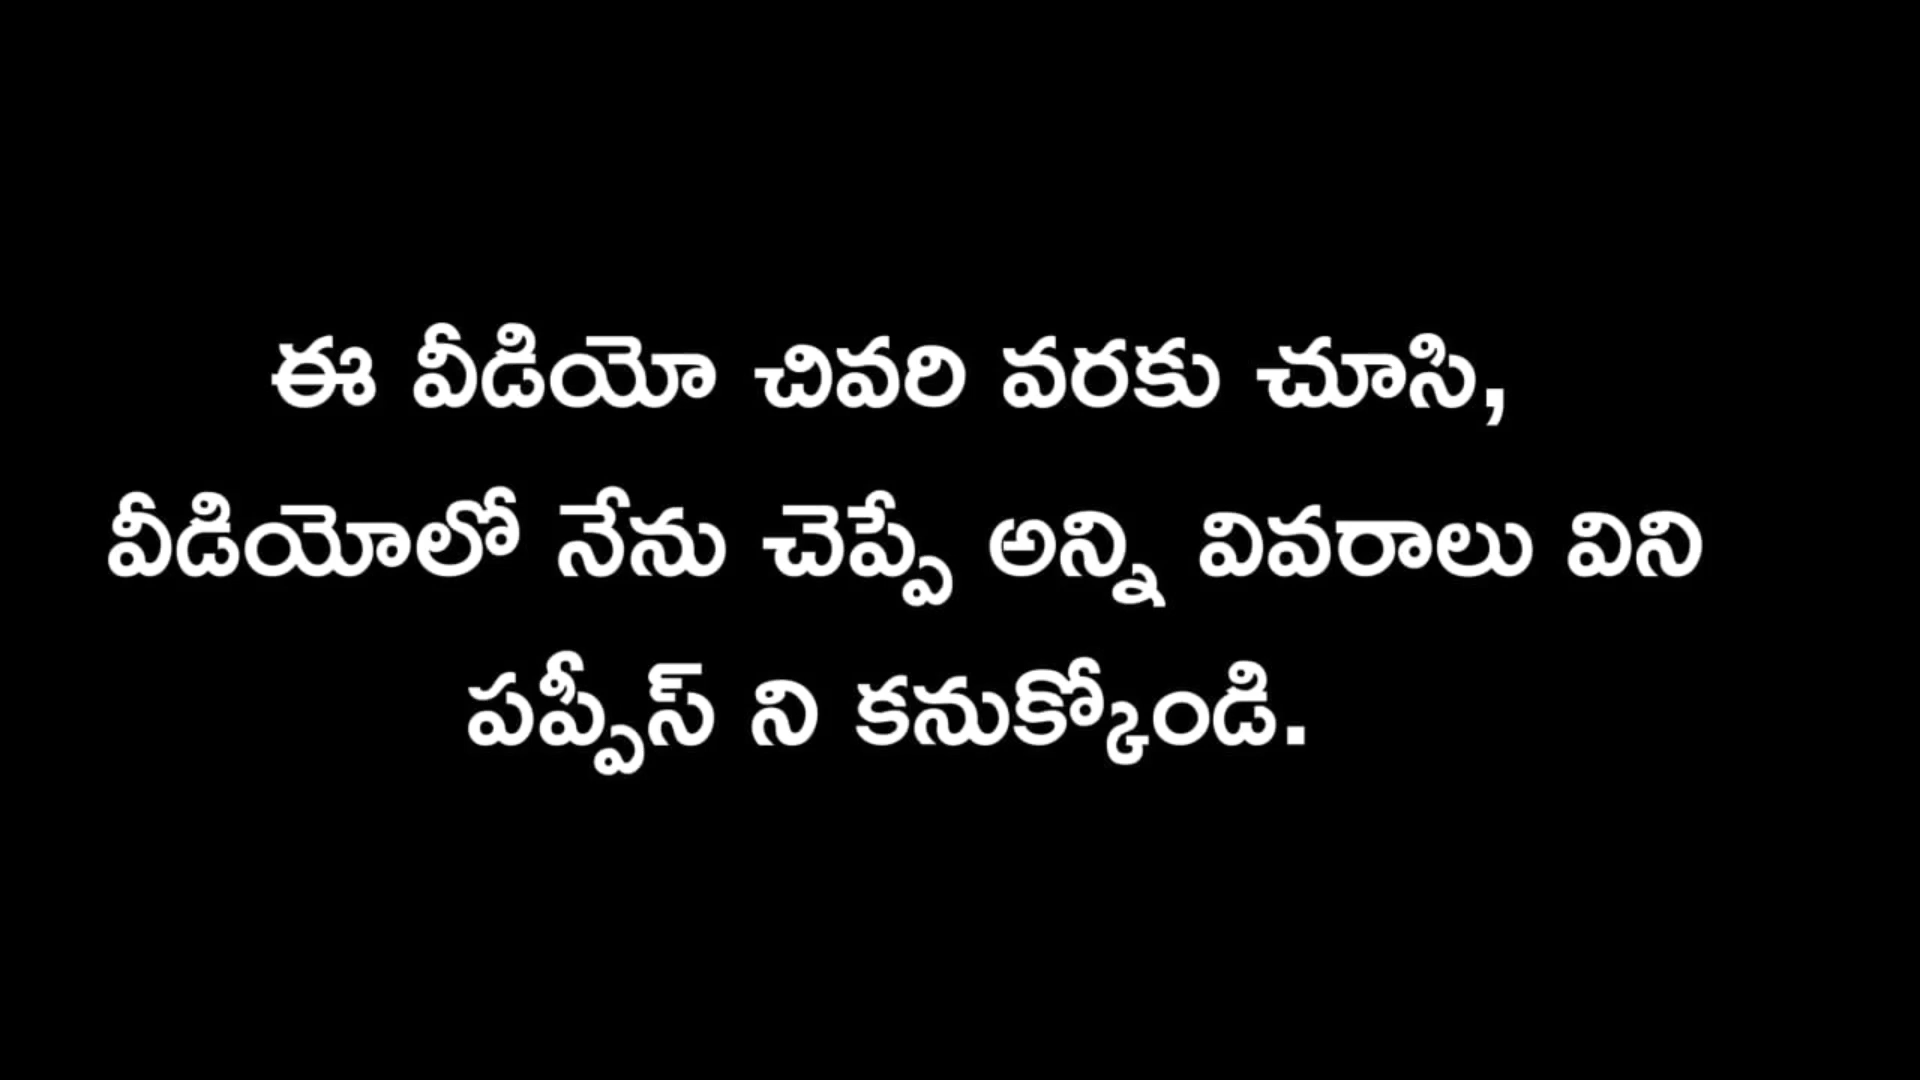 ఈ వీడియో చివరి వరకు చూసి,
వీడియోలో నేను చెప్పే అన్ని వివరాలు విని
పప్పీస్ ని కనుక్కోండి.